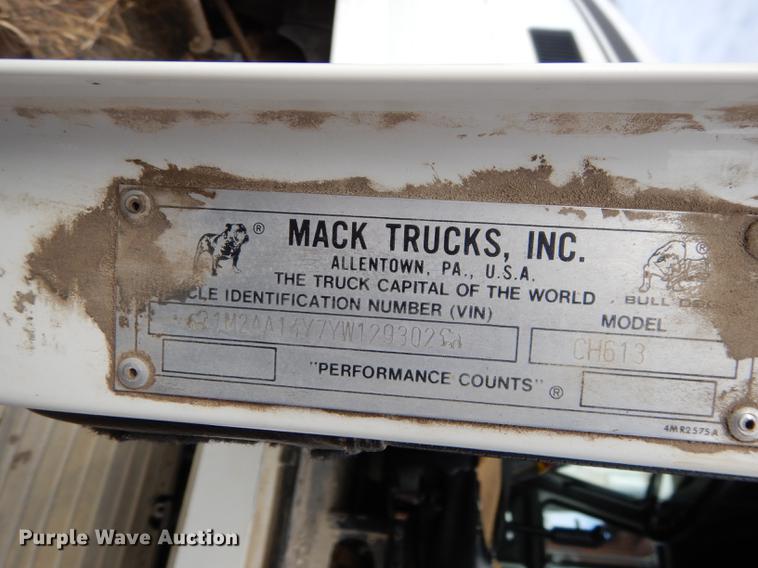 MACK TRUCKS, INC. ®
ALLENTOWN, PA., U.S.A.
THE TRUCK CAPITAL OF THE WORLD
BULL
CLE IDENTIFICATION NUMBER (VIN)
MODEL
1M2AA14Y7YW129302
CH613
"PERFORMANCE COUNTS" ®
4MR2575A
Purple Wave Auction